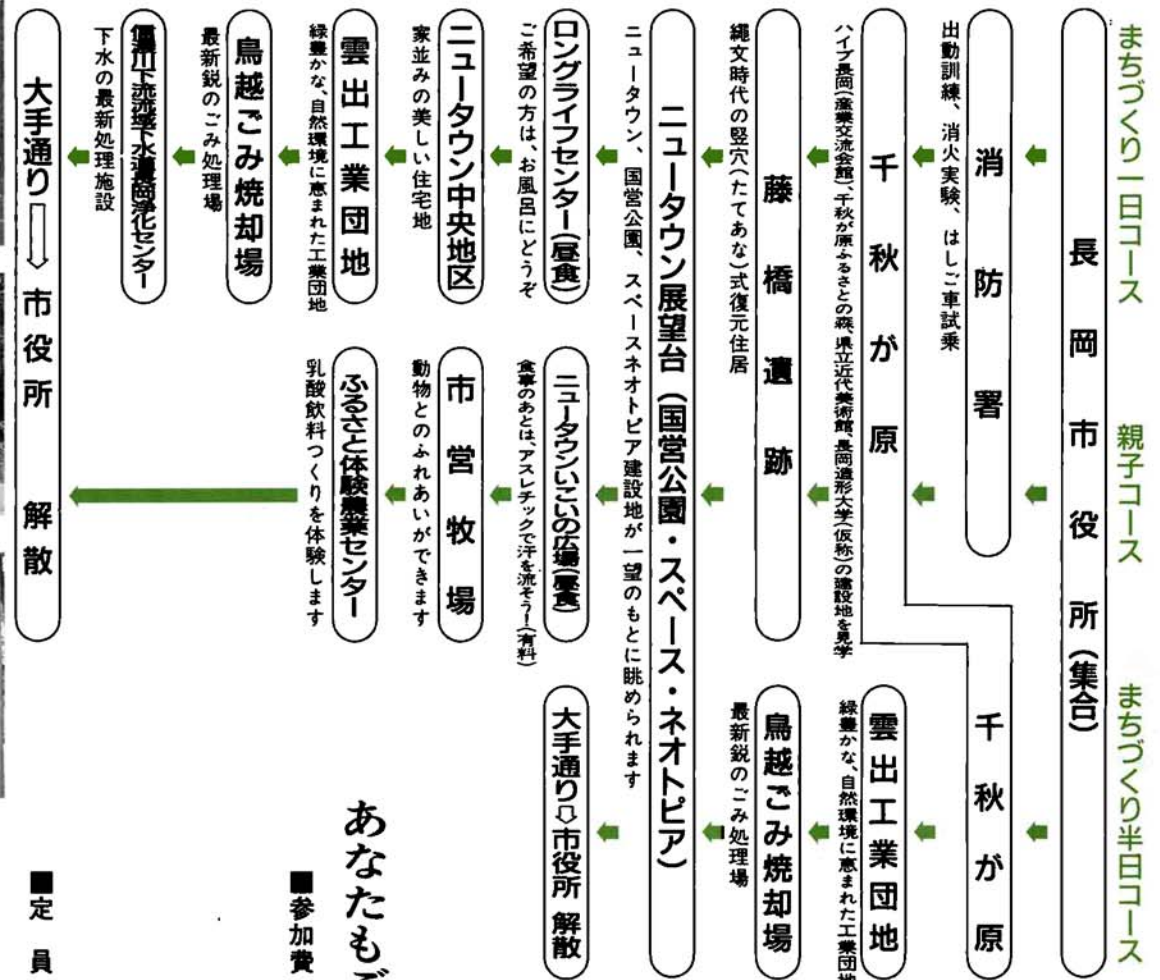 まちづくり一日コース
親子コース
まちづくり半日コース
長岡市役所(集合)
消防署
出動訓練、消火実験、はしご車試乗
千秋が原
千秋が原
ハイブ長岡(産業交流会館)、千秋が原ふるさとの森、県立近代美術館、長岡造形大学(仮称)の建設地を見学
雲出工業団地
緑豊かな、自然環境に恵まれた工業団地
藤橋遺跡
縄文時代の竪穴(たてあな)式復元住居
鳥越ごみ焼却場
最新鋭のごみ処理場
ニュータウン展望台(国営公園・スペース・ネオトピア)
ニュータウン、国営公園、スペースネオトピア建設地が一望のもとに眺められます
ロングライフセンター(昼食)
ご希望の方は、お風呂にどうぞ
ニュータウンいこいの広場(昼食)
食事のあとは、アスレチックで汗を流そう!(有料)
大手通り⇨市役所 解散
ニュータウン中央地区
家並みの美しい住宅地
市営牧場
動物とのふれあいができます
雲出工業団地
緑豊かな、自然環境に恵まれた工業団地
ふるさと体験農業センター
乳酸飲料つくりを体験します
鳥越ごみ焼却場
最新鋭のごみ処理場
信濃川下流流域下水道長岡浄化センター
下水の最新処理施設
大手通り⇨市役所 解散
あなたもご
■参加費
■定員